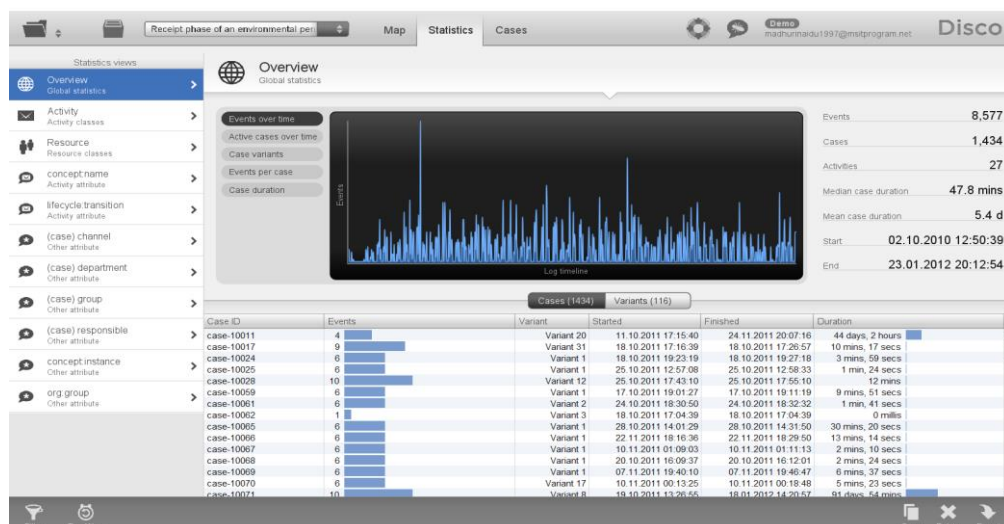 Receipt phase of an environmental per
Map Statistics Cases
Demo
madhurinaidu1997@msitprogram.net
Disco
Statistics views
Overview
Global statistics
Activity
Activity classes
Resource
Resource classes
concept:name
Activity attribute
lifecycle:transition
Activity attribute
(case) channel
Other attribute
(case) department
Other attribute
(case) group
Other attribute
(case) responsible
Other attribute
concept:instance
Other attribute
org:group
Other attribute
Overview
Global statistics
Events over time
Active cases over time
Case variants
Events per case
Case duration
Events
Log timeline
Events 8,577
Cases 1,434
Activities 27
Median case duration 47.8 mins
Mean case duration 5.4 d
Start 02.10.2010 12:50:39
End 23.01.2012 20:12:54
Cases (1434) Variants (116)
Case ID Events Variant Started Finished Duration
case-10011 4 Variant 20 11.10.2011 17:15:40 24.11.2011 20:07:16 44 days, 2 hours
case-10017 9 Variant 31 18.10.2011 17:16:39 18.10.2011 17:26:57 10 mins, 17 secs
case-10024 6 Variant 1 18.10.2011 19:23:19 18.10.2011 19:27:18 3 mins, 59 secs
case-10025 6 Variant 1 25.10.2011 12:57:08 25.10.2011 12:58:33 1 min, 24 secs
case-10028 10 Variant 12 25.10.2011 17:43:10 25.10.2011 17:55:10 12 mins
case-10059 6 Variant 1 17.10.2011 19:01:27 17.10.2011 19:11:19 9 mins, 51 secs
case-10061 6 Variant 2 24.10.2011 18:30:50 24.10.2011 18:32:32 1 min, 41 secs
case-10062 1 Variant 3 18.10.2011 17:04:39 18.10.2011 17:04:39 0 millis
case-10065 6 Variant 1 28.10.2011 14:01:29 28.10.2011 14:31:50 30 mins, 20 secs
case-10066 6 Variant 1 22.11.2011 18:16:36 22.11.2011 18:29:50 13 mins, 14 secs
case-10067 6 Variant 1 10.11.2011 01:09:03 10.11.2011 01:11:13 2 mins, 10 secs
case-10068 6 Variant 1 20.10.2011 16:09:37 20.10.2011 16:12:01 2 mins, 24 secs
case-10069 6 Variant 1 07.11.2011 19:40:10 07.11.2011 19:46:47 6 mins, 37 secs
case-10070 6 Variant 17 10.11.2011 00:13:25 10.11.2011 00:18:48 5 mins, 23 secs
case-10071 10 Variant 8 19.10.2011 13:26:55 18.01.2012 14:20:57 91 days, 54 mins